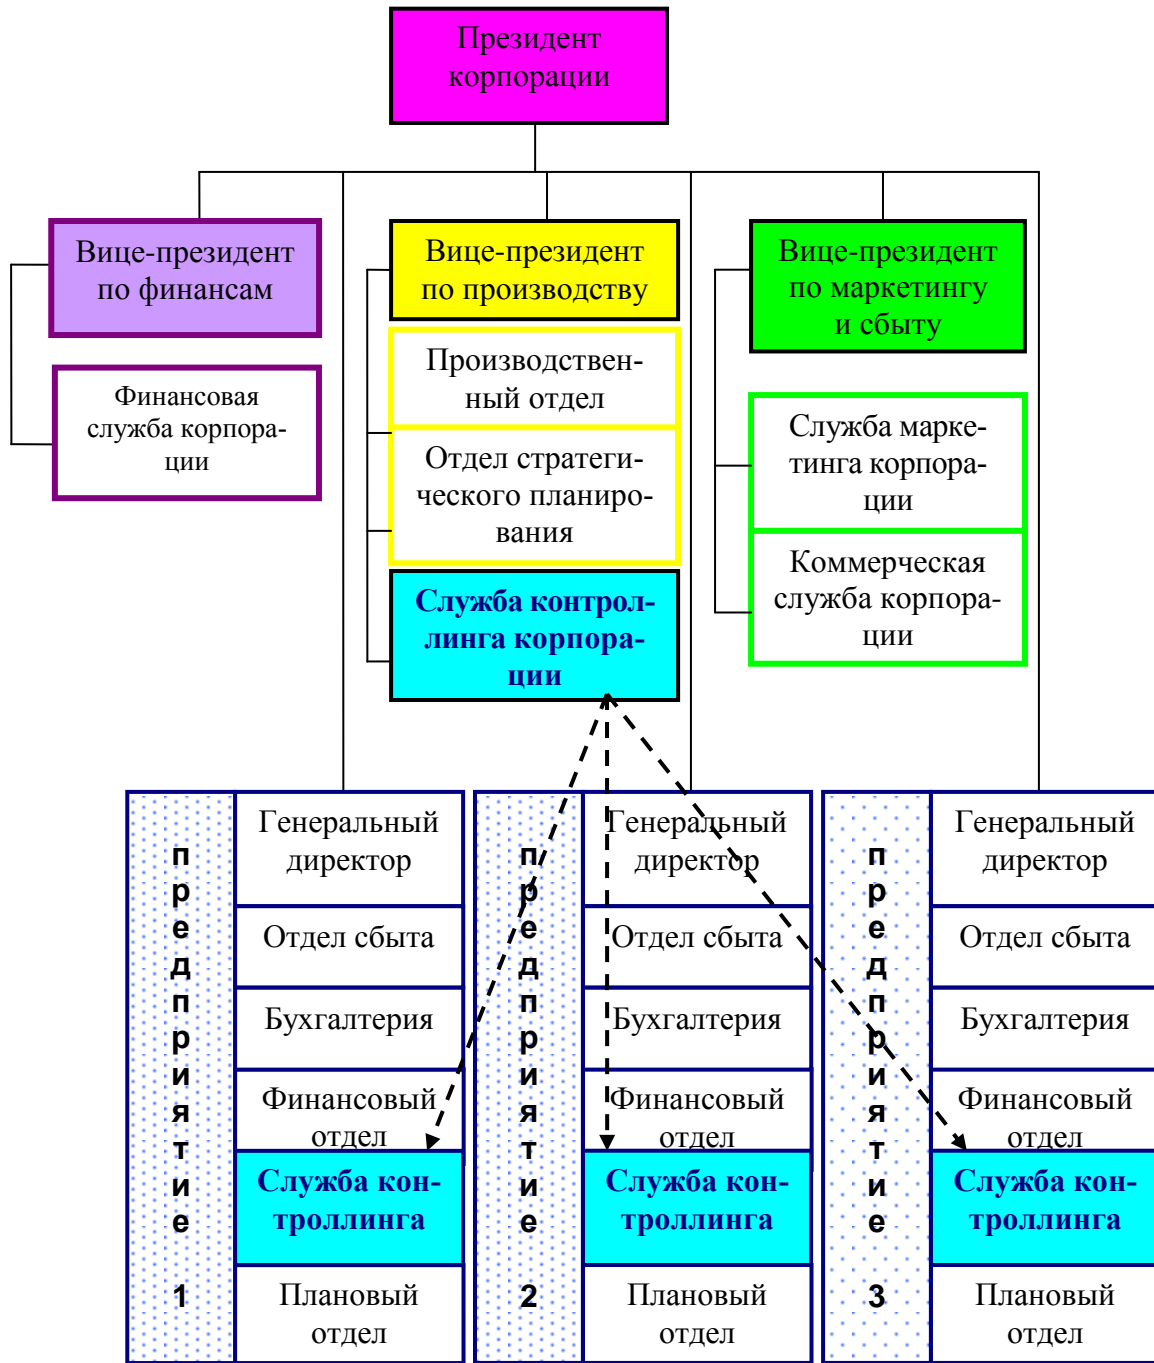 Президент
корпорации
Вице-президент
по финансам
Финансовая
служба корпора-
ции
Вице-президент
по производству
Производствен-
ный отдел
Отдел стратеги-
ческого планиро-
вания
Служба контрол-
линга корпора-
ции
Вице-президент
по маркетингу
и сбыту
Служба марке-
тинга корпора-
ции
Коммерческая
служба корпора-
ции
предприятие 1
Генеральный
директор
Отдел сбыта
Бухгалтерия
Финансовый
отдел
Служба кон-
троллинга
Плановый
отдел
предприятие 2
Генеральный
директор
Отдел сбыта
Бухгалтерия
Финансовый
отдел
Служба кон-
троллинга
Плановый
отдел
предприятие 3
Генеральный
директор
Отдел сбыта
Бухгалтерия
Финансовый
отдел
Служба кон-
троллинга
Плановый
отдел